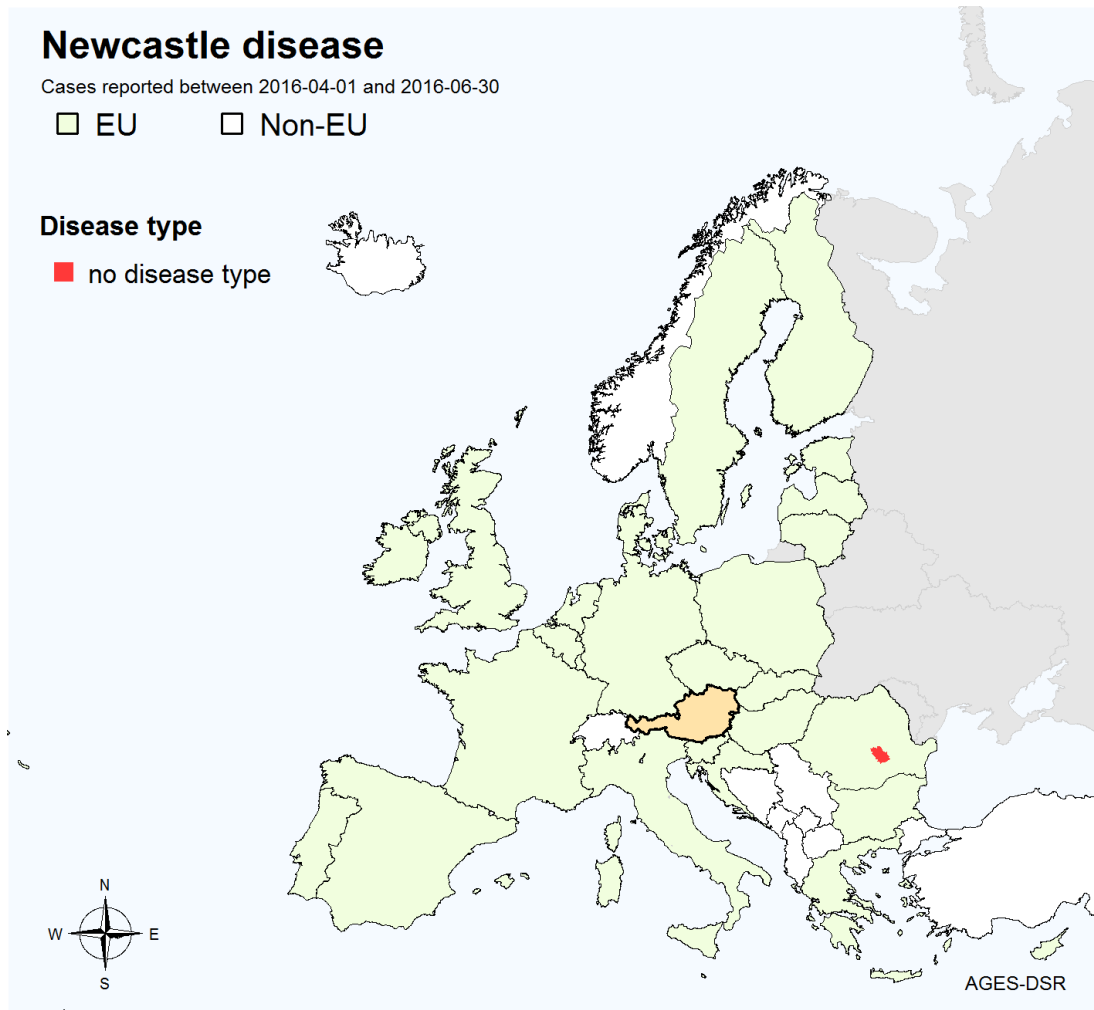 Newcastle disease
Cases reported between 2016-04-01 and 2016-06-30
EU Non-EU
Disease type
no disease type
N
W E
S
AGES-DSR